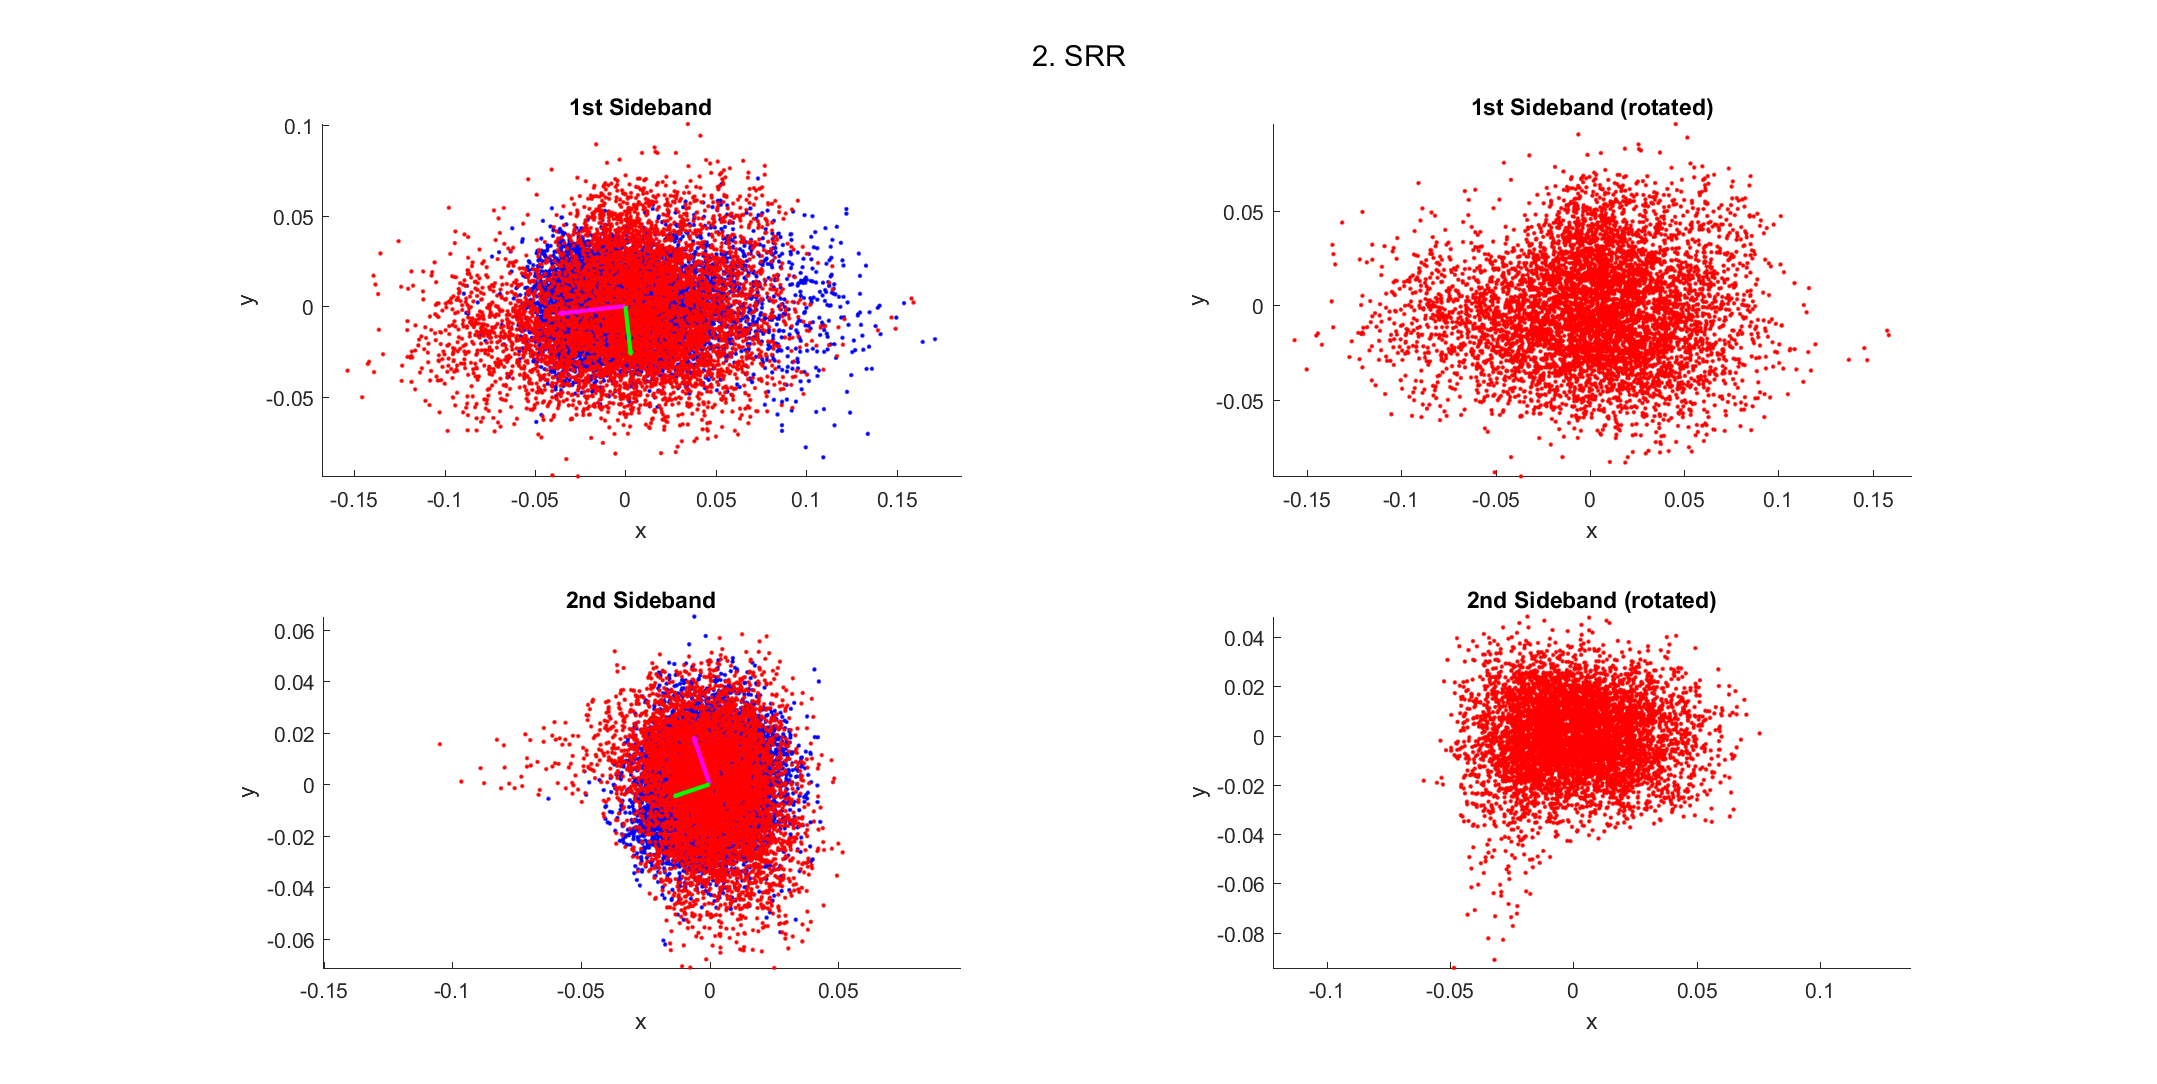 2. SRR
1st Sideband
0.1
0.05
0
-0.05
y
-0.15 -0.1 -0.05 0 0.05 0.1 0.15
x
1st Sideband (rotated)
0.05
0
-0.05
y
-0.15 -0.1 -0.05 0 0.05 0.1 0.15
x
2nd Sideband
0.06
0.04
0.02
0
-0.02
-0.04
-0.06
y
-0.15 -0.1 -0.05 0 0.05
x
2nd Sideband (rotated)
0.04
0.02
0
-0.02
-0.04
-0.06
-0.08
y
-0.1 -0.05 0 0.05 0.1
x